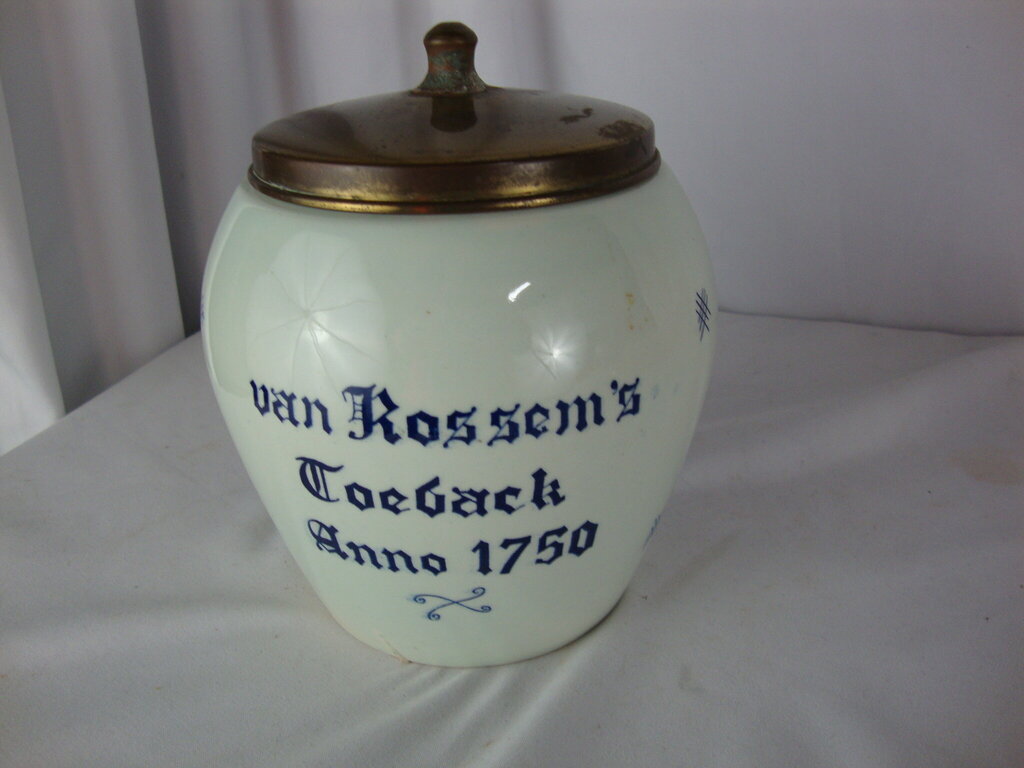 van Rossem's
Toeback
Anno 1750